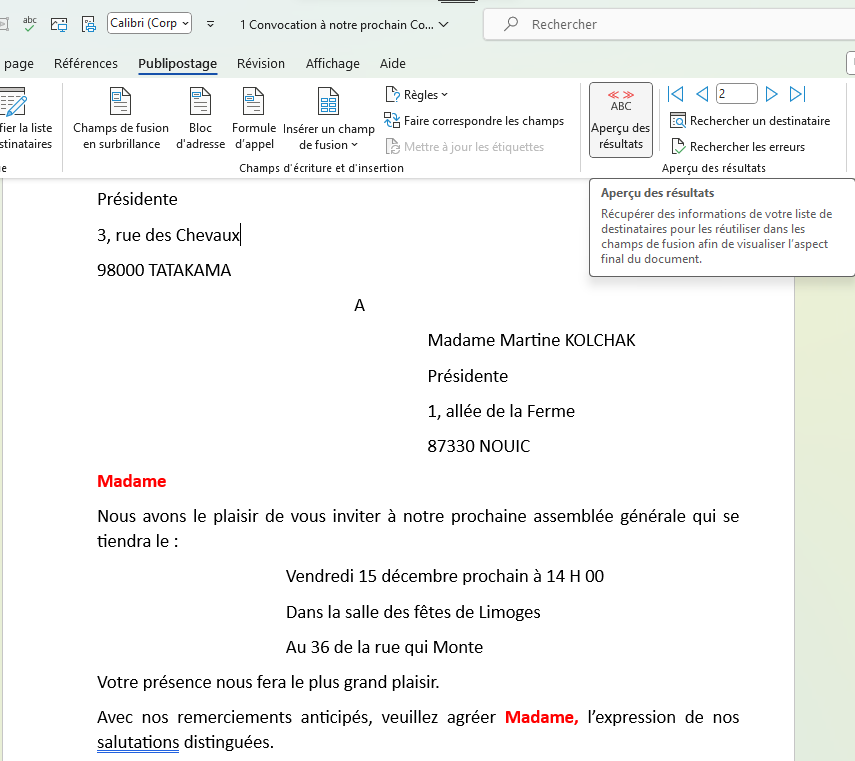 abc
Calibri (Corp
1 Convocation à notre prochain Co...
Rechercher
page Références Publipostage Révision Affichage Aide
fier la liste
stinataires
Champs de fusion
en surbrillance
Bloc
d'adresse
Formule
d'appel
Insérer un champ
de fusion
Règles
Faire correspondre les champs
Mettre à jour les étiquettes
Champs d'écriture et d'insertion
ABC
Aperçu des
résultats
2
Rechercher un destinataire
Rechercher les erreurs
Aperçu des résultats
Aperçu des résultats
Récupérer des informations de votre liste de
destinataires pour les réutiliser dans les
champs de fusion afin de visualiser l'aspect
final du document.
Présidente
3, rue des Chevaux
98000 TATAKAMA
A
Madame Martine KOLCHAK
Présidente
1, allée de la Ferme
87330 NOUIC
Madame
Nous avons le plaisir de vous inviter à notre prochaine assemblée générale qui se
tiendra le :
Vendredi 15 décembre prochain à 14 H 00
Dans la salle des fêtes de Limoges
Au 36 de la rue qui Monte
Votre présence nous fera le plus grand plaisir.
Avec nos remerciements anticipés, veuillez agréer Madame, l'expression de nos
salutations distinguées.